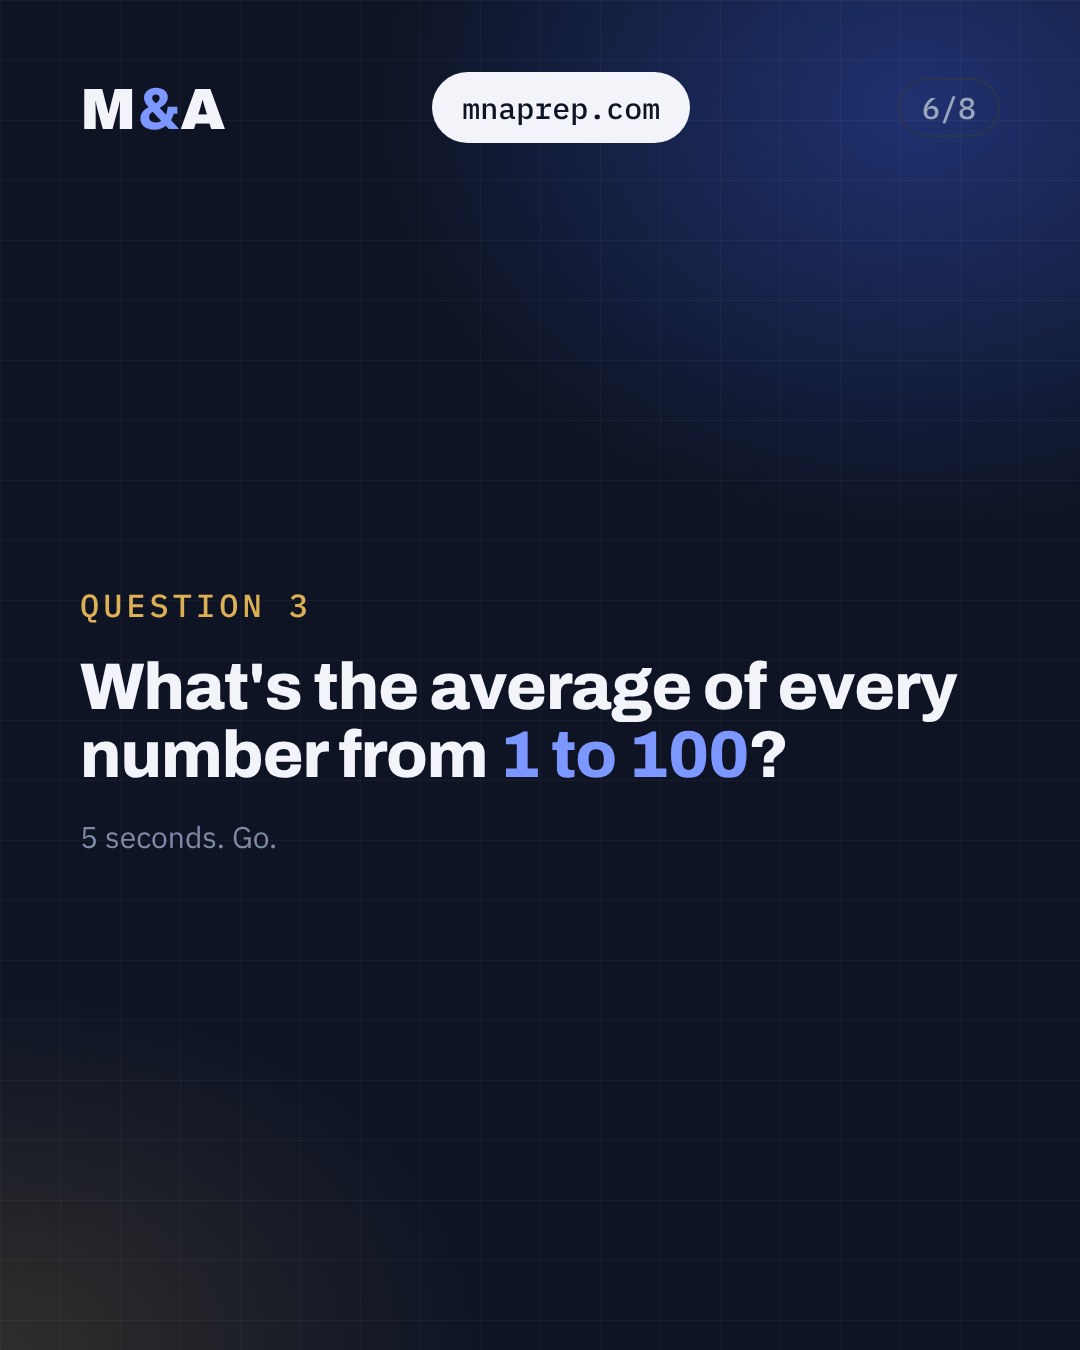 M&A
mnaprep.com
6/8
QUESTION 3
What's the average of every
number from 1 to 100?
5 seconds. Go.